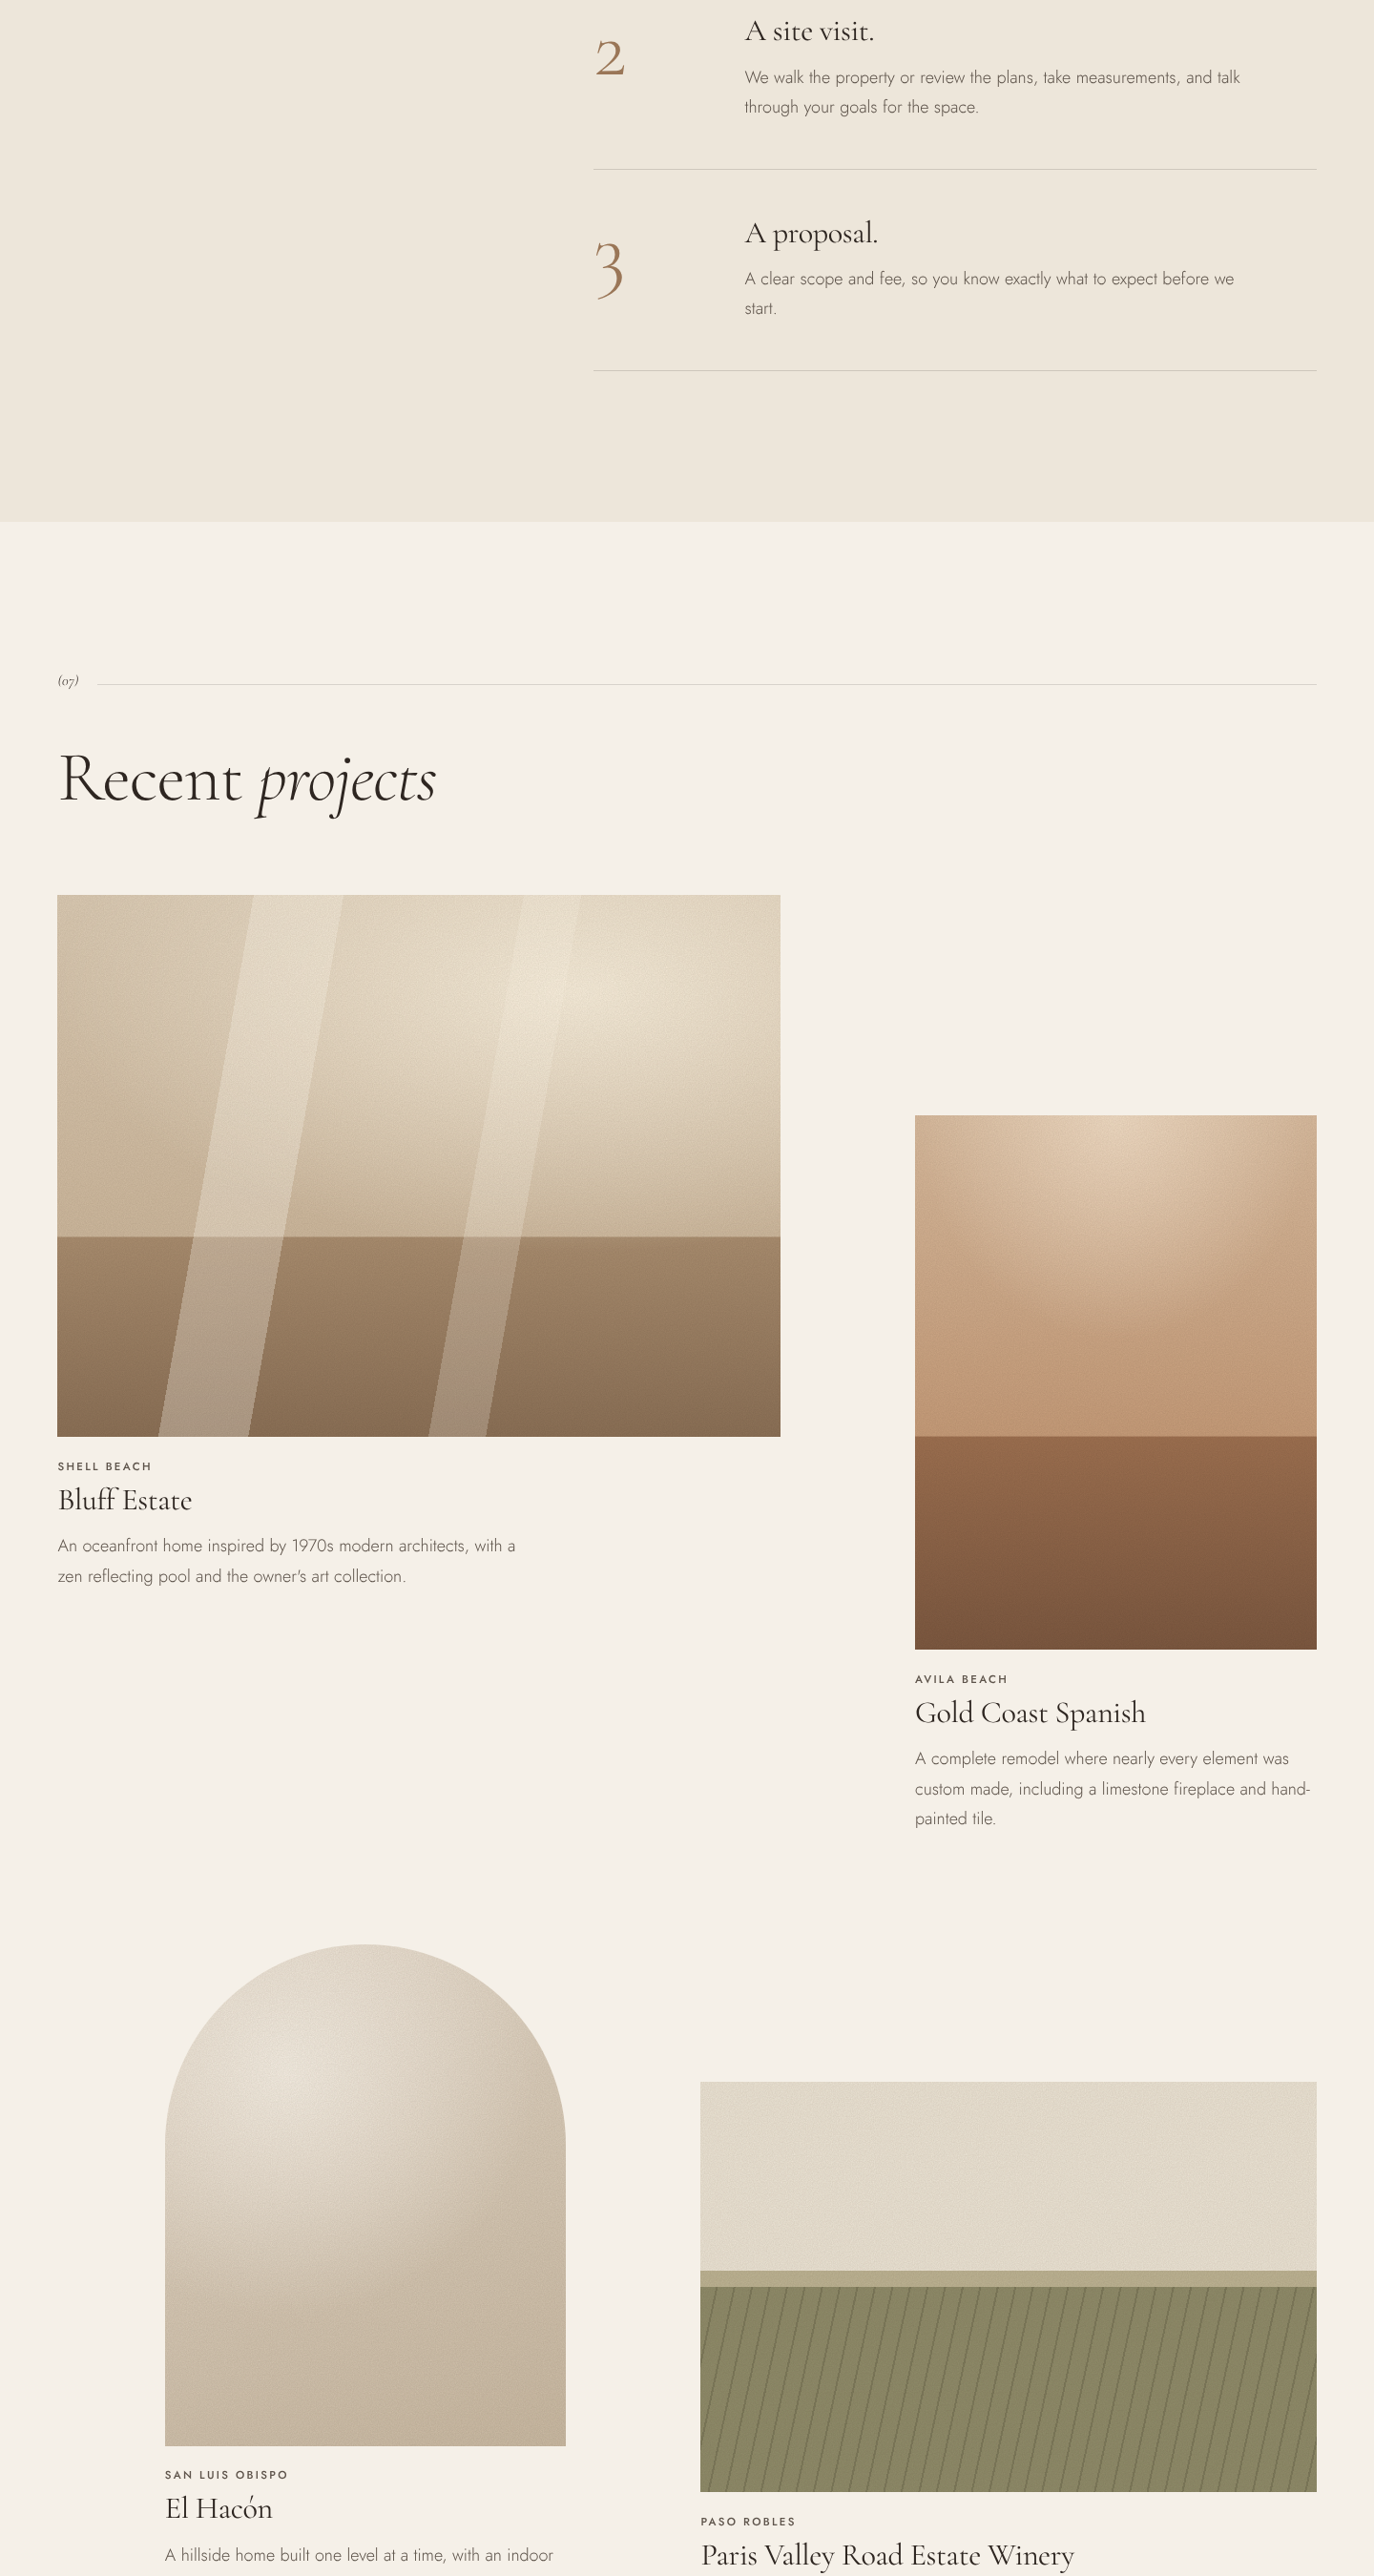 2
A site visit.
We walk the property or review the plans, take measurements, and talk
through your goals for the space.
3
A proposal.
A clear scope and fee, so you know exactly what to expect before we
start.
(07)
Recent projects
SHELL BEACH
Bluff Estate
An oceanfront home inspired by 1970s modern architects, with a
zen reflecting pool and the owner's art collection.
AVILA BEACH
Gold Coast Spanish
A complete remodel where nearly every element was
custom made, including a limestone fireplace and hand-
painted tile.
SAN LUIS OBISPO
El Hacón
A hillside home built one level at a time, with an indoor
PASO ROBLES
Paris Valley Road Estate Winery